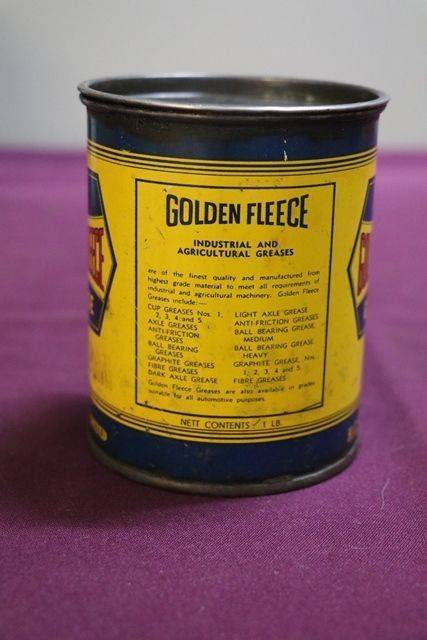 GOLDEN FLEECE
INDUSTRIAL AND
AGRICULTURAL GREASES
are of the finest quality and manufactured from
highest grade material to meet all requirements of
industrial and agricultural machinery. Golden Fleece
Greases include:—
CUP GREASES Nos. 1,
2, 3, 4 and 5
AXLE GREASES
ANTI-FRICTION
GREASES
BALL BEARING
GREASES
GRAPHITE GREASES
FIBRE GREASES
DARK AXLE GREASE
LIGHT AXLE GREASE
ANTI-FRICTION GREASES
BALL BEARING GREASE,
MEDIUM
BALL BEARING GREASE,
HEAVY
GRAPHITE GREASE, Nos.
1, 2, 3, 4 and 5
FIBRE GREASES
Golden Fleece Greases are also available in grades
suitable for all automotive purposes.
NETT CONTENTS 1 LB.